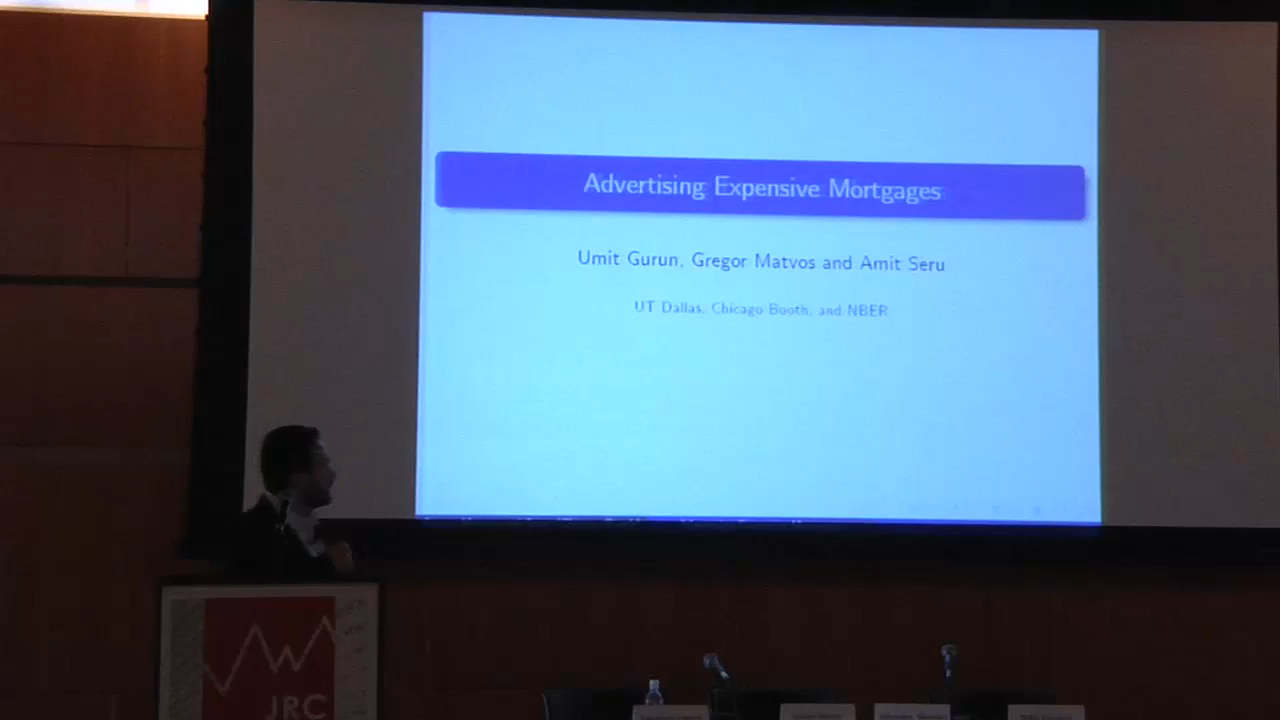 Advertising Expensive Mortgages
Umit Gurun, Gregor Matvos and Amit Seru
UT Dallas, Chicago Booth, and NBER
JRC